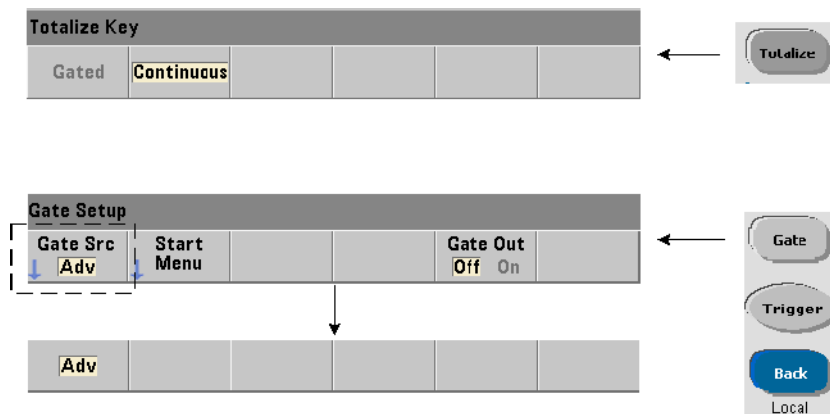 Totalize Key
Gated Continuous
Totalize
Gate Setup
Gate Src Start Gate Out
Adv Menu Off On
Gate
Trigger
Adv
Back
Local